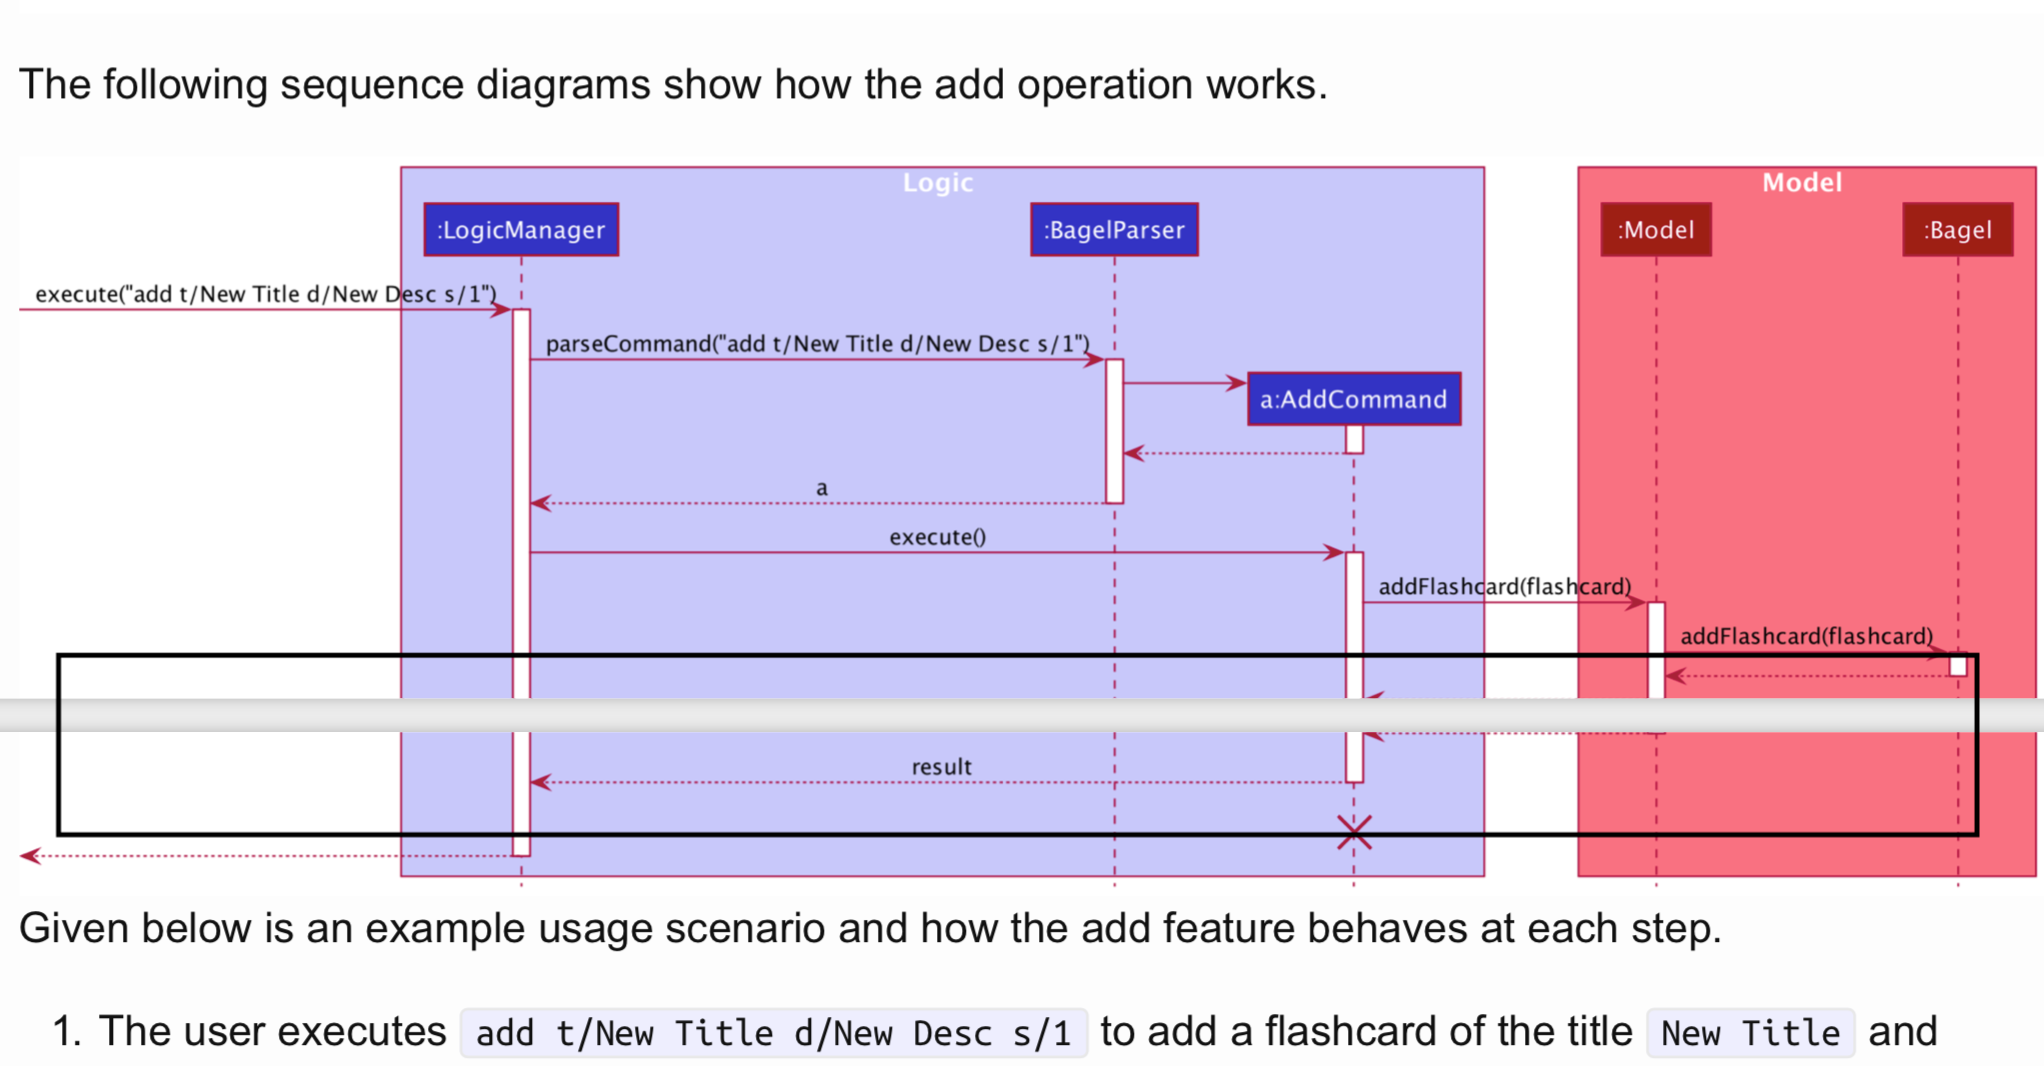 The following sequence diagrams show how the add operation works.
Logic
Model
:LogicManager
:BagelParser
:Model
:Bagel
execute("add t/New Title d/New Desc s/1")
parseCommand("add t/New Title d/New Desc s/1")
a:AddCommand
a
execute()
addFlashcard(flashcard)
addFlashcard(flashcard)
result
Given below is an example usage scenario and how the add feature behaves at each step.
1. The user executes add t/New Title d/New Desc s/1 to add a flashcard of the title New Title and